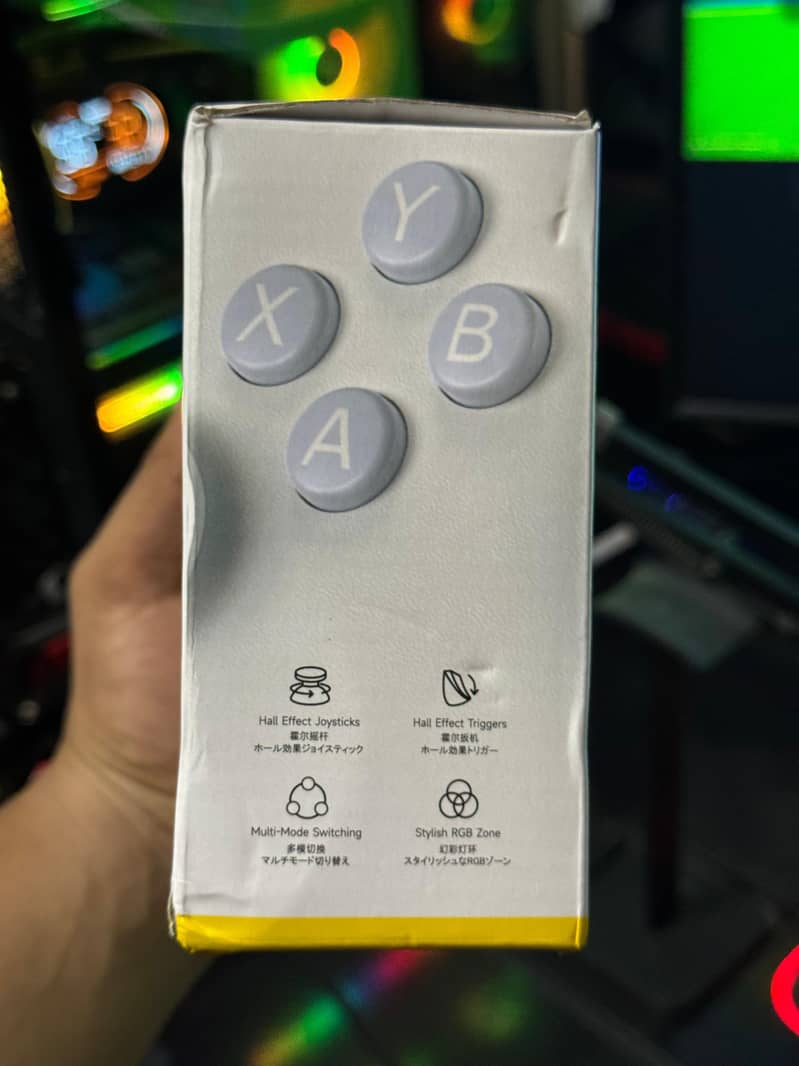 Y
X
B
A
Hall Effect Joysticks
霍尔摇杆
ホール効果ジョイスティック
Hall Effect Triggers
霍尔扳机
ホール効果トリガー
Multi-Mode Switching
多模切换
マルチモード切り替え
Stylish RGB Zone
幻彩灯环
スタイリッシュなRGBゾーン